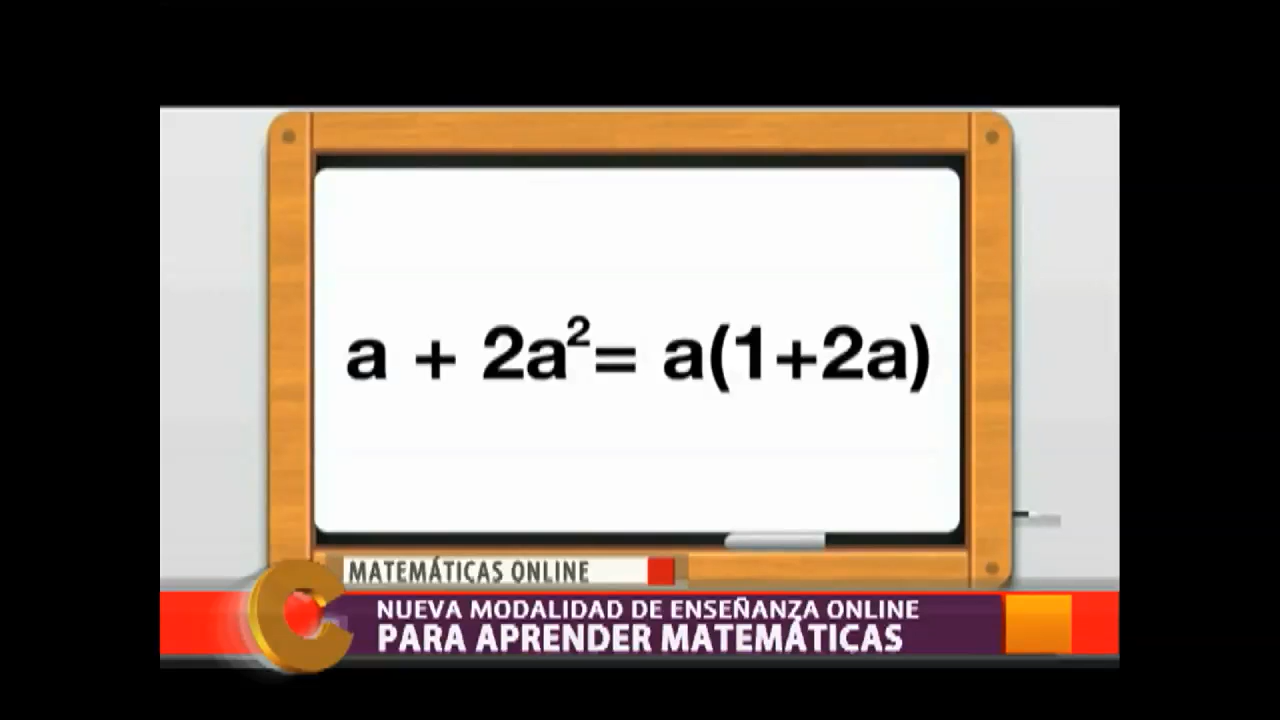 a + 2a²= a(1+2a)
MATEMÁTICAS ONLINE
NUEVA MODALIDAD DE ENSEÑANZA ONLINE
PARA APRENDER MATEMÁTICAS